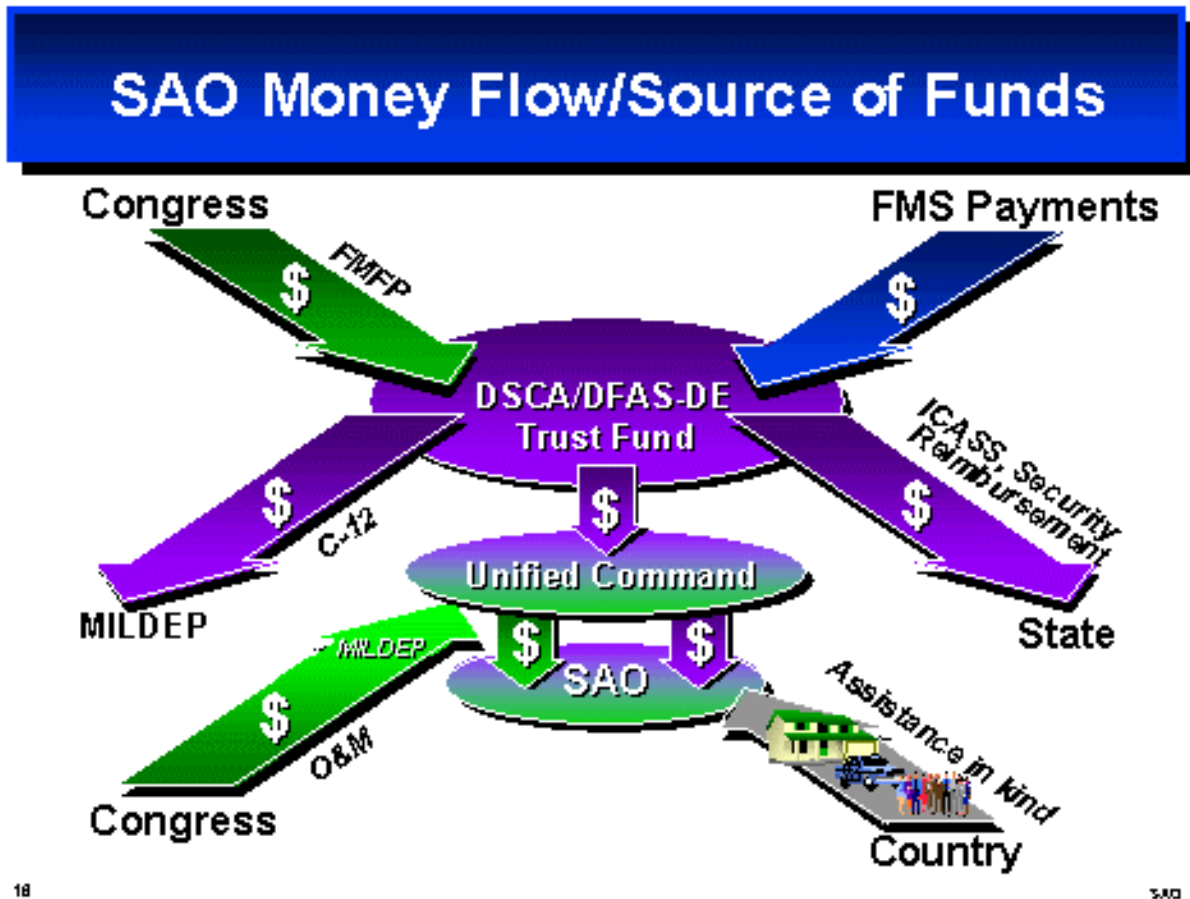 SAO Money Flow/Source of Funds
Congress
FMS Payments
$
FMFP
$
DSCA/DFAS-DE
Trust Fund
$
C-12
$
$
ICASS, Security
Reimbursement
Unified Command
MILDEP
State
MILDEP
$
$
SAO
$
O&M
Assistance in kind
Congress
Country
18
SAO